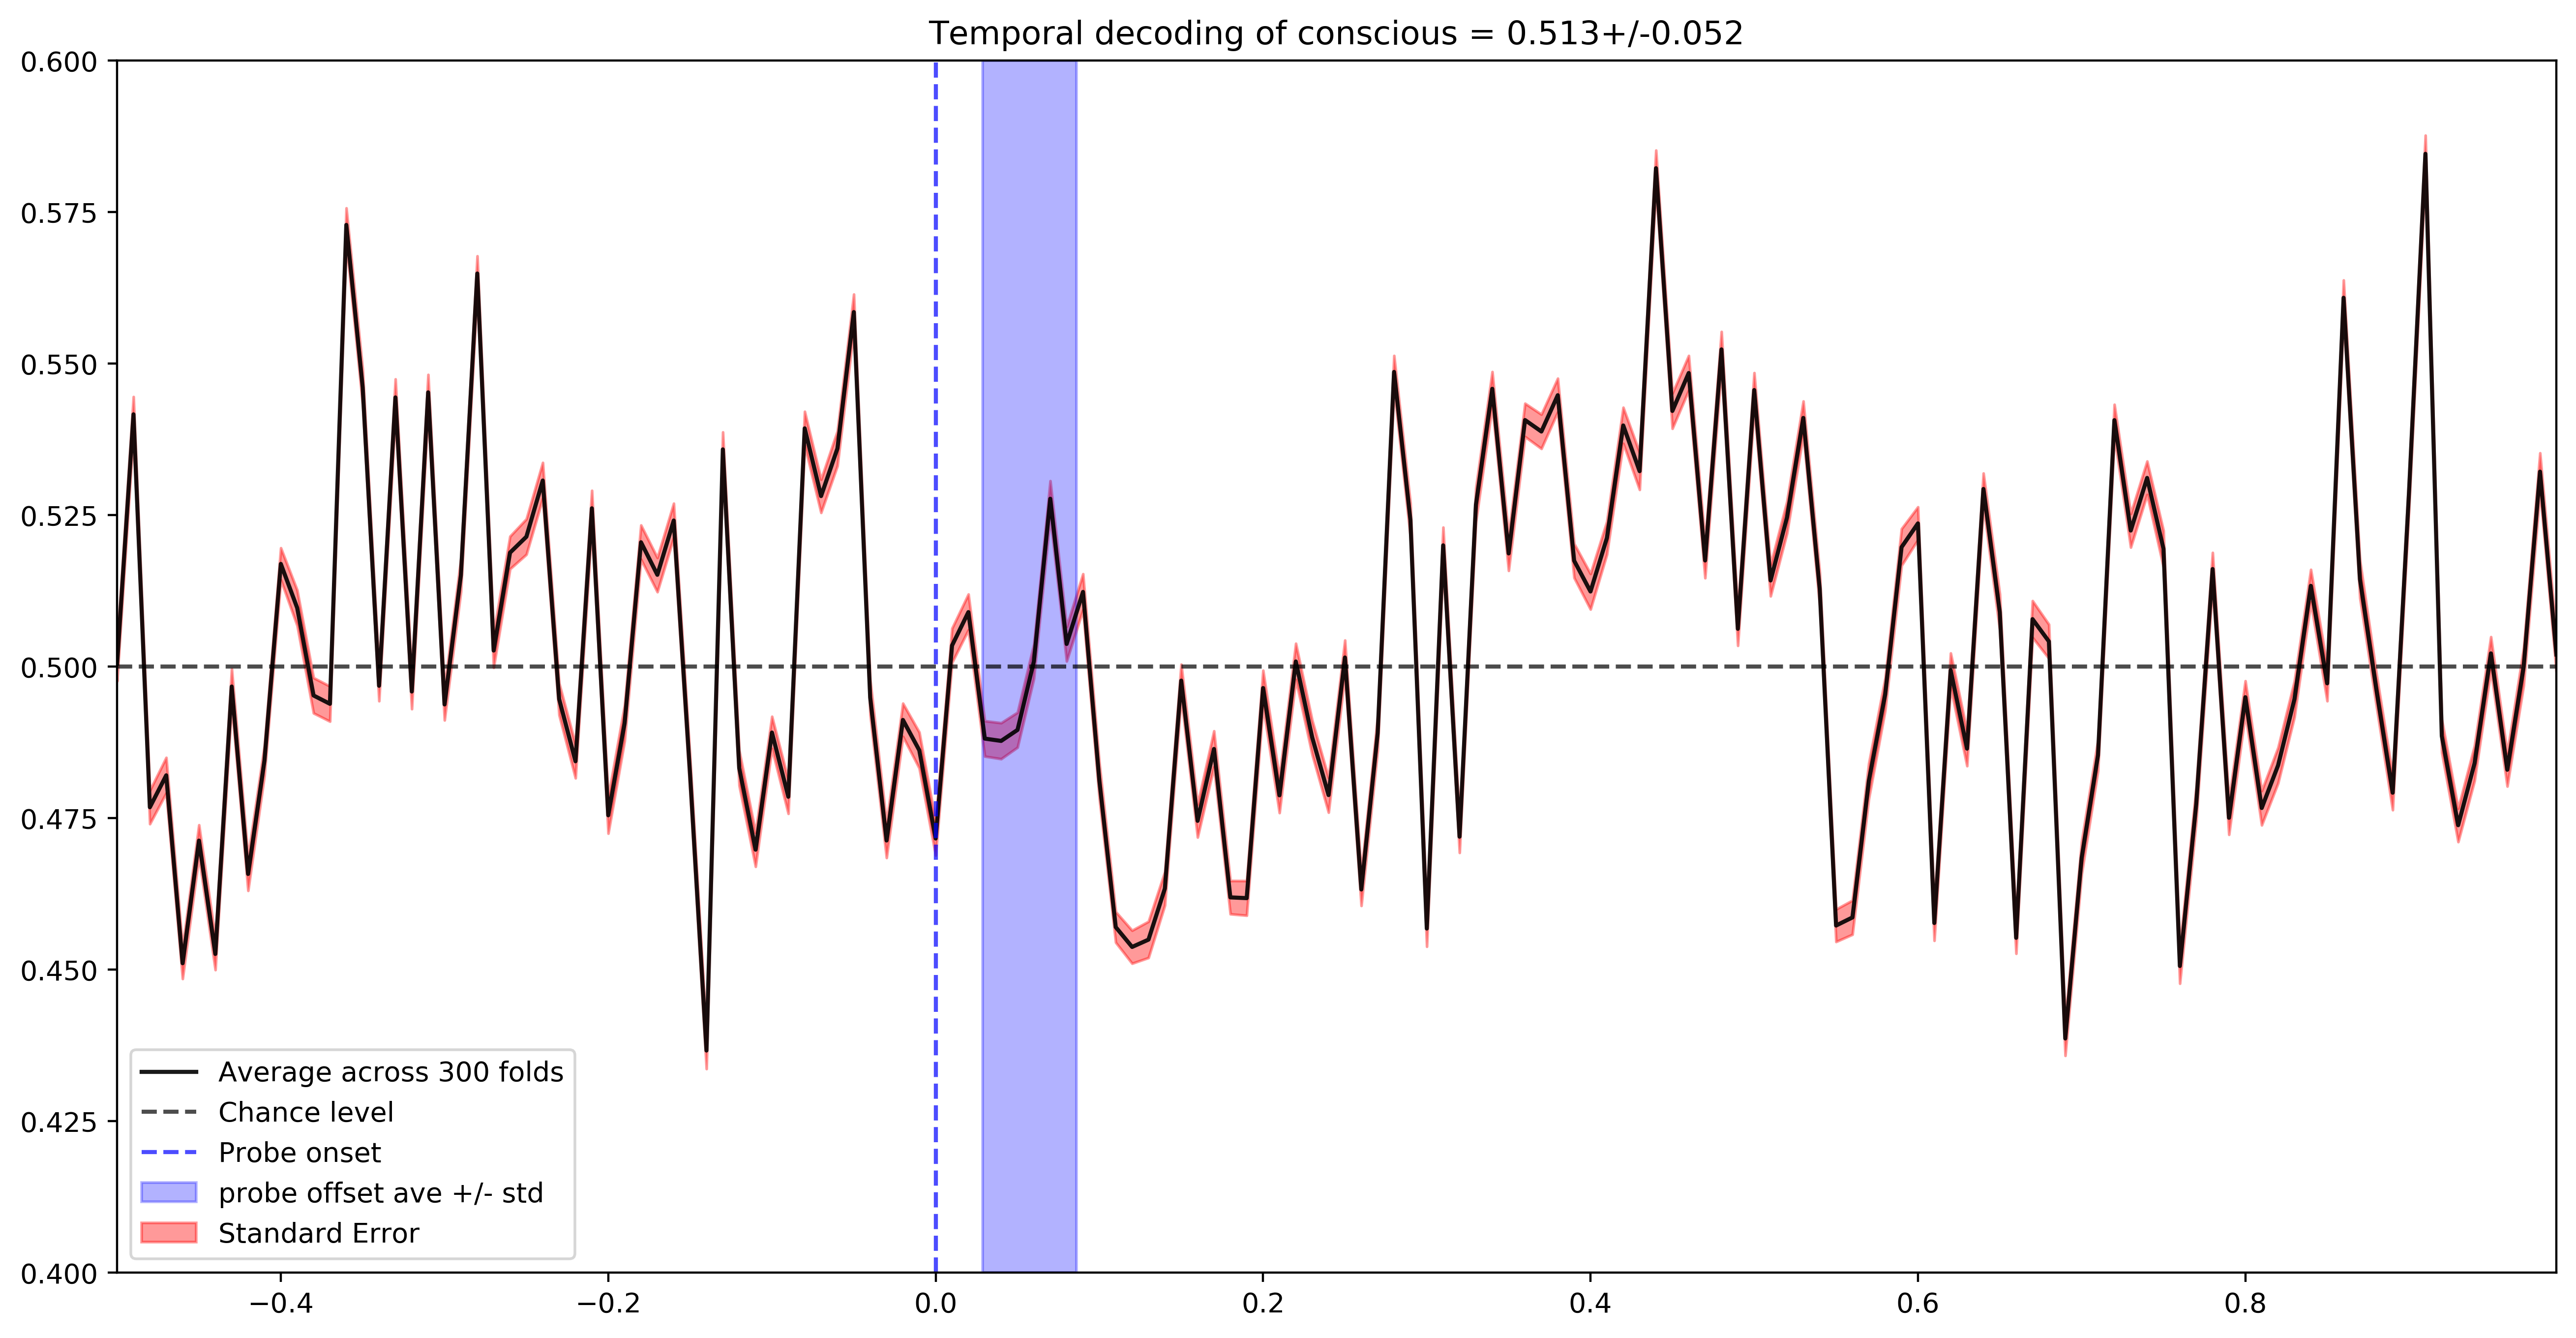 Temporal decoding of conscious = 0.513+/-0.052
0.600
0.575
0.550
0.525
0.500
0.475
0.450
0.425
0.400
Average across 300 folds
Chance level
Probe onset
probe offset ave +/- std
Standard Error
−0.4
−0.2
0.0
0.2
0.4
0.6
0.8